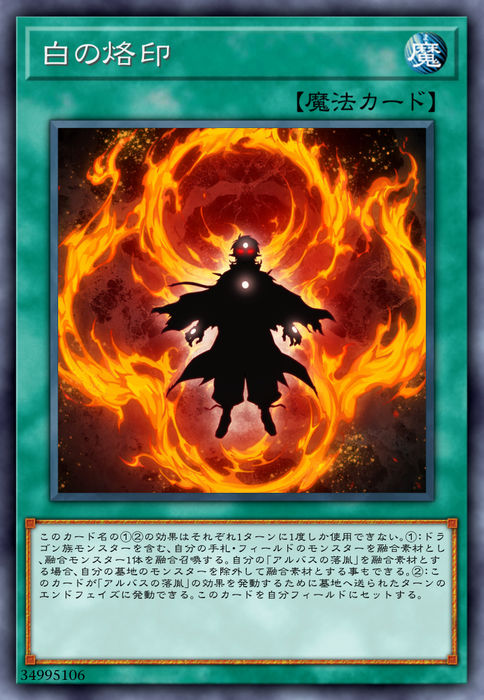 白の烙印
魔
【魔法カード】
このカード名の①②の効果はそれぞれ1ターンに1度しか使用できない。①:ドラ
ゴン族モンスターを含む、自分の手札・フィールドのモンスターを融合素材とし、
融合モンスター1体を融合召喚する。自分の「アルバスの落胤」を融合素材とす
る場合、自分の墓地のモンスターを除外して融合素材とする事もできる。②:こ
のカードが「アルバスの落胤」の効果を発動するために墓地へ送られたターンの
エンドフェイズに発動できる。このカードを自分フィールドにセットする。
34995106